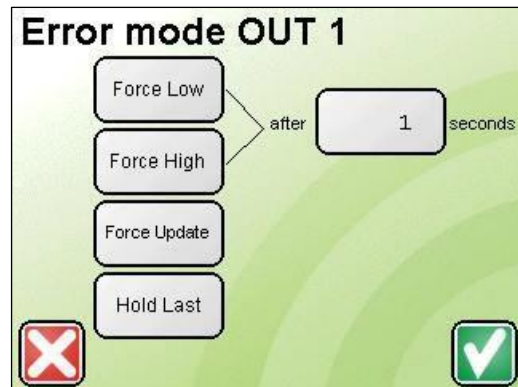 Error mode OUT 1
Force Low
Force High
after 1 seconds
Force Update
Hold Last